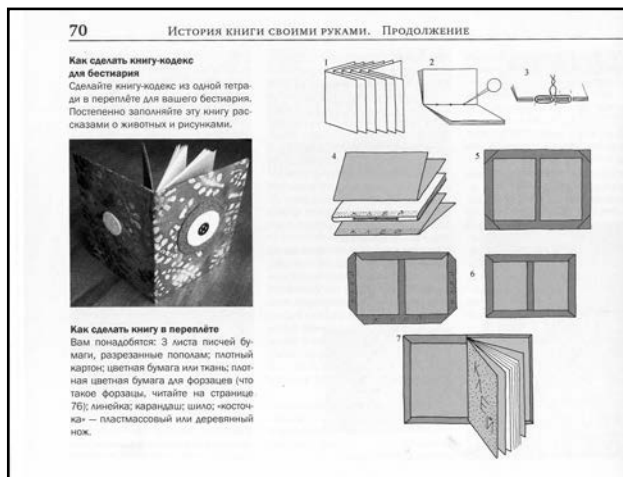 70
ИСТОРИЯ КНИГИ СВОИМИ РУКАМИ. ПРОДОЛЖЕНИЕ
Как сделать книгу-кодекс
для бестиария
Сделайте книгу-кодекс из одной тетра-
ди в переплёте для вашего бестиария.
Постепенно заполняйте эту книгу рас-
сказами о животных и рисунками.
Как сделать книгу в переплёте
Вам понадобятся: 3 листа писчей бу-
маги, разрезанные пополам; плотный
картон; цветная бумага или ткань; плот-
ная цветная бумага для форзацев (что
такое форзацы, читайте на странице
76); линейка; карандаш; шило; «косточ-
ка» — пластмассовый или деревянный
нож.
1
2
3
4
КЛЕЙ
5
6
7
КЛЕЙ